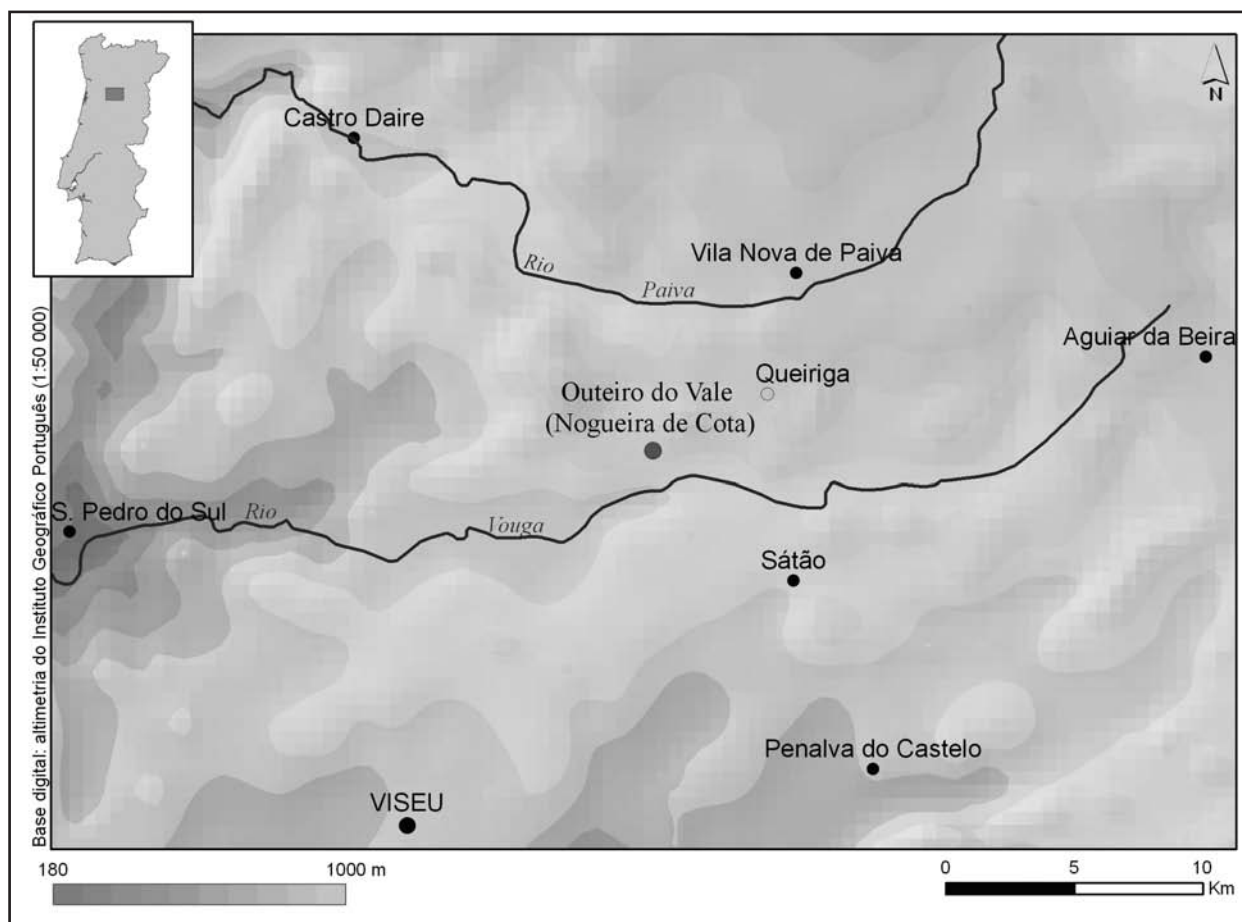 N
Castro Daire
Vila Nova de Paiva
Rio
Paiva
Aguiar da Beira
Queiriga
Outeiro do Vale
(Nogueira de Cota)
S. Pedro do Sul
Rio
Vouga
Sátão
Penalva do Castelo
VISEU
Base digital: altimetria do Instituto Geográfico Português (1:50 000)
180 1000 m
0 5 10
Km